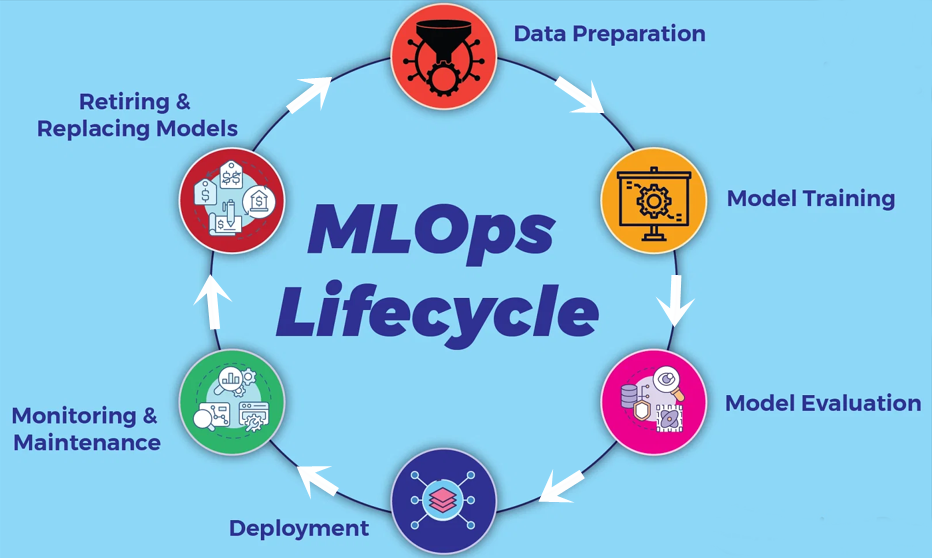 Data Preparation
Retiring &
Replacing Models
Model Training
MLOps
Lifecycle
Model Evaluation
Monitoring &
Maintenance
Deployment